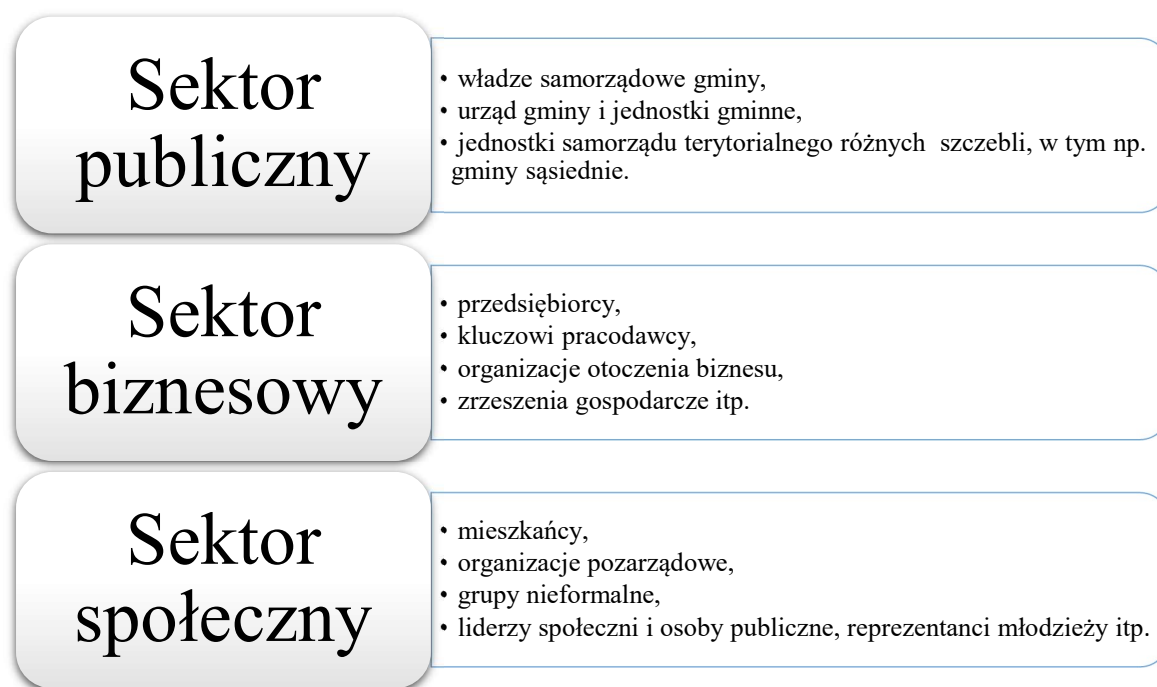 Sektor
publiczny
• władze samorządowe gminy,
• urząd gminy i jednostki gminne,
• jednostki samorządu terytorialnego różnych  szczebli, w tym np.
gminy sąsiednie.
Sektor
biznesowy
• przedsiębiorcy,
• kluczowi pracodawcy,
• organizacje otoczenia biznesu,
• zrzeszenia gospodarcze itp.
Sektor
społeczny
• mieszkańcy,
• organizacje pozarządowe,
• grupy nieformalne,
• liderzy społeczni i osoby publiczne, reprezentanci młodzieży itp.